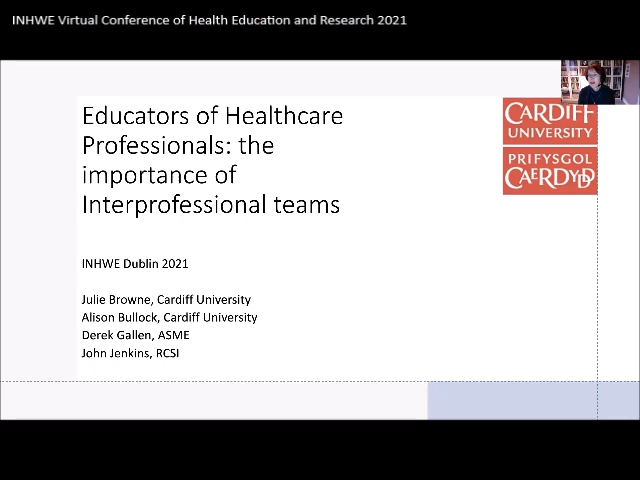 INHWE Virtual Conference of Health Education and Research 2021
Educators of Healthcare
Professionals: the
importance of
Interprofessional teams
CARDIFF
UNIVERSITY
PRIFYSGOL
CAERDYDD
INHWE Dublin 2021
Julie Browne, Cardiff University
Alison Bullock, Cardiff University
Derek Gallen, ASME
John Jenkins, RCSI